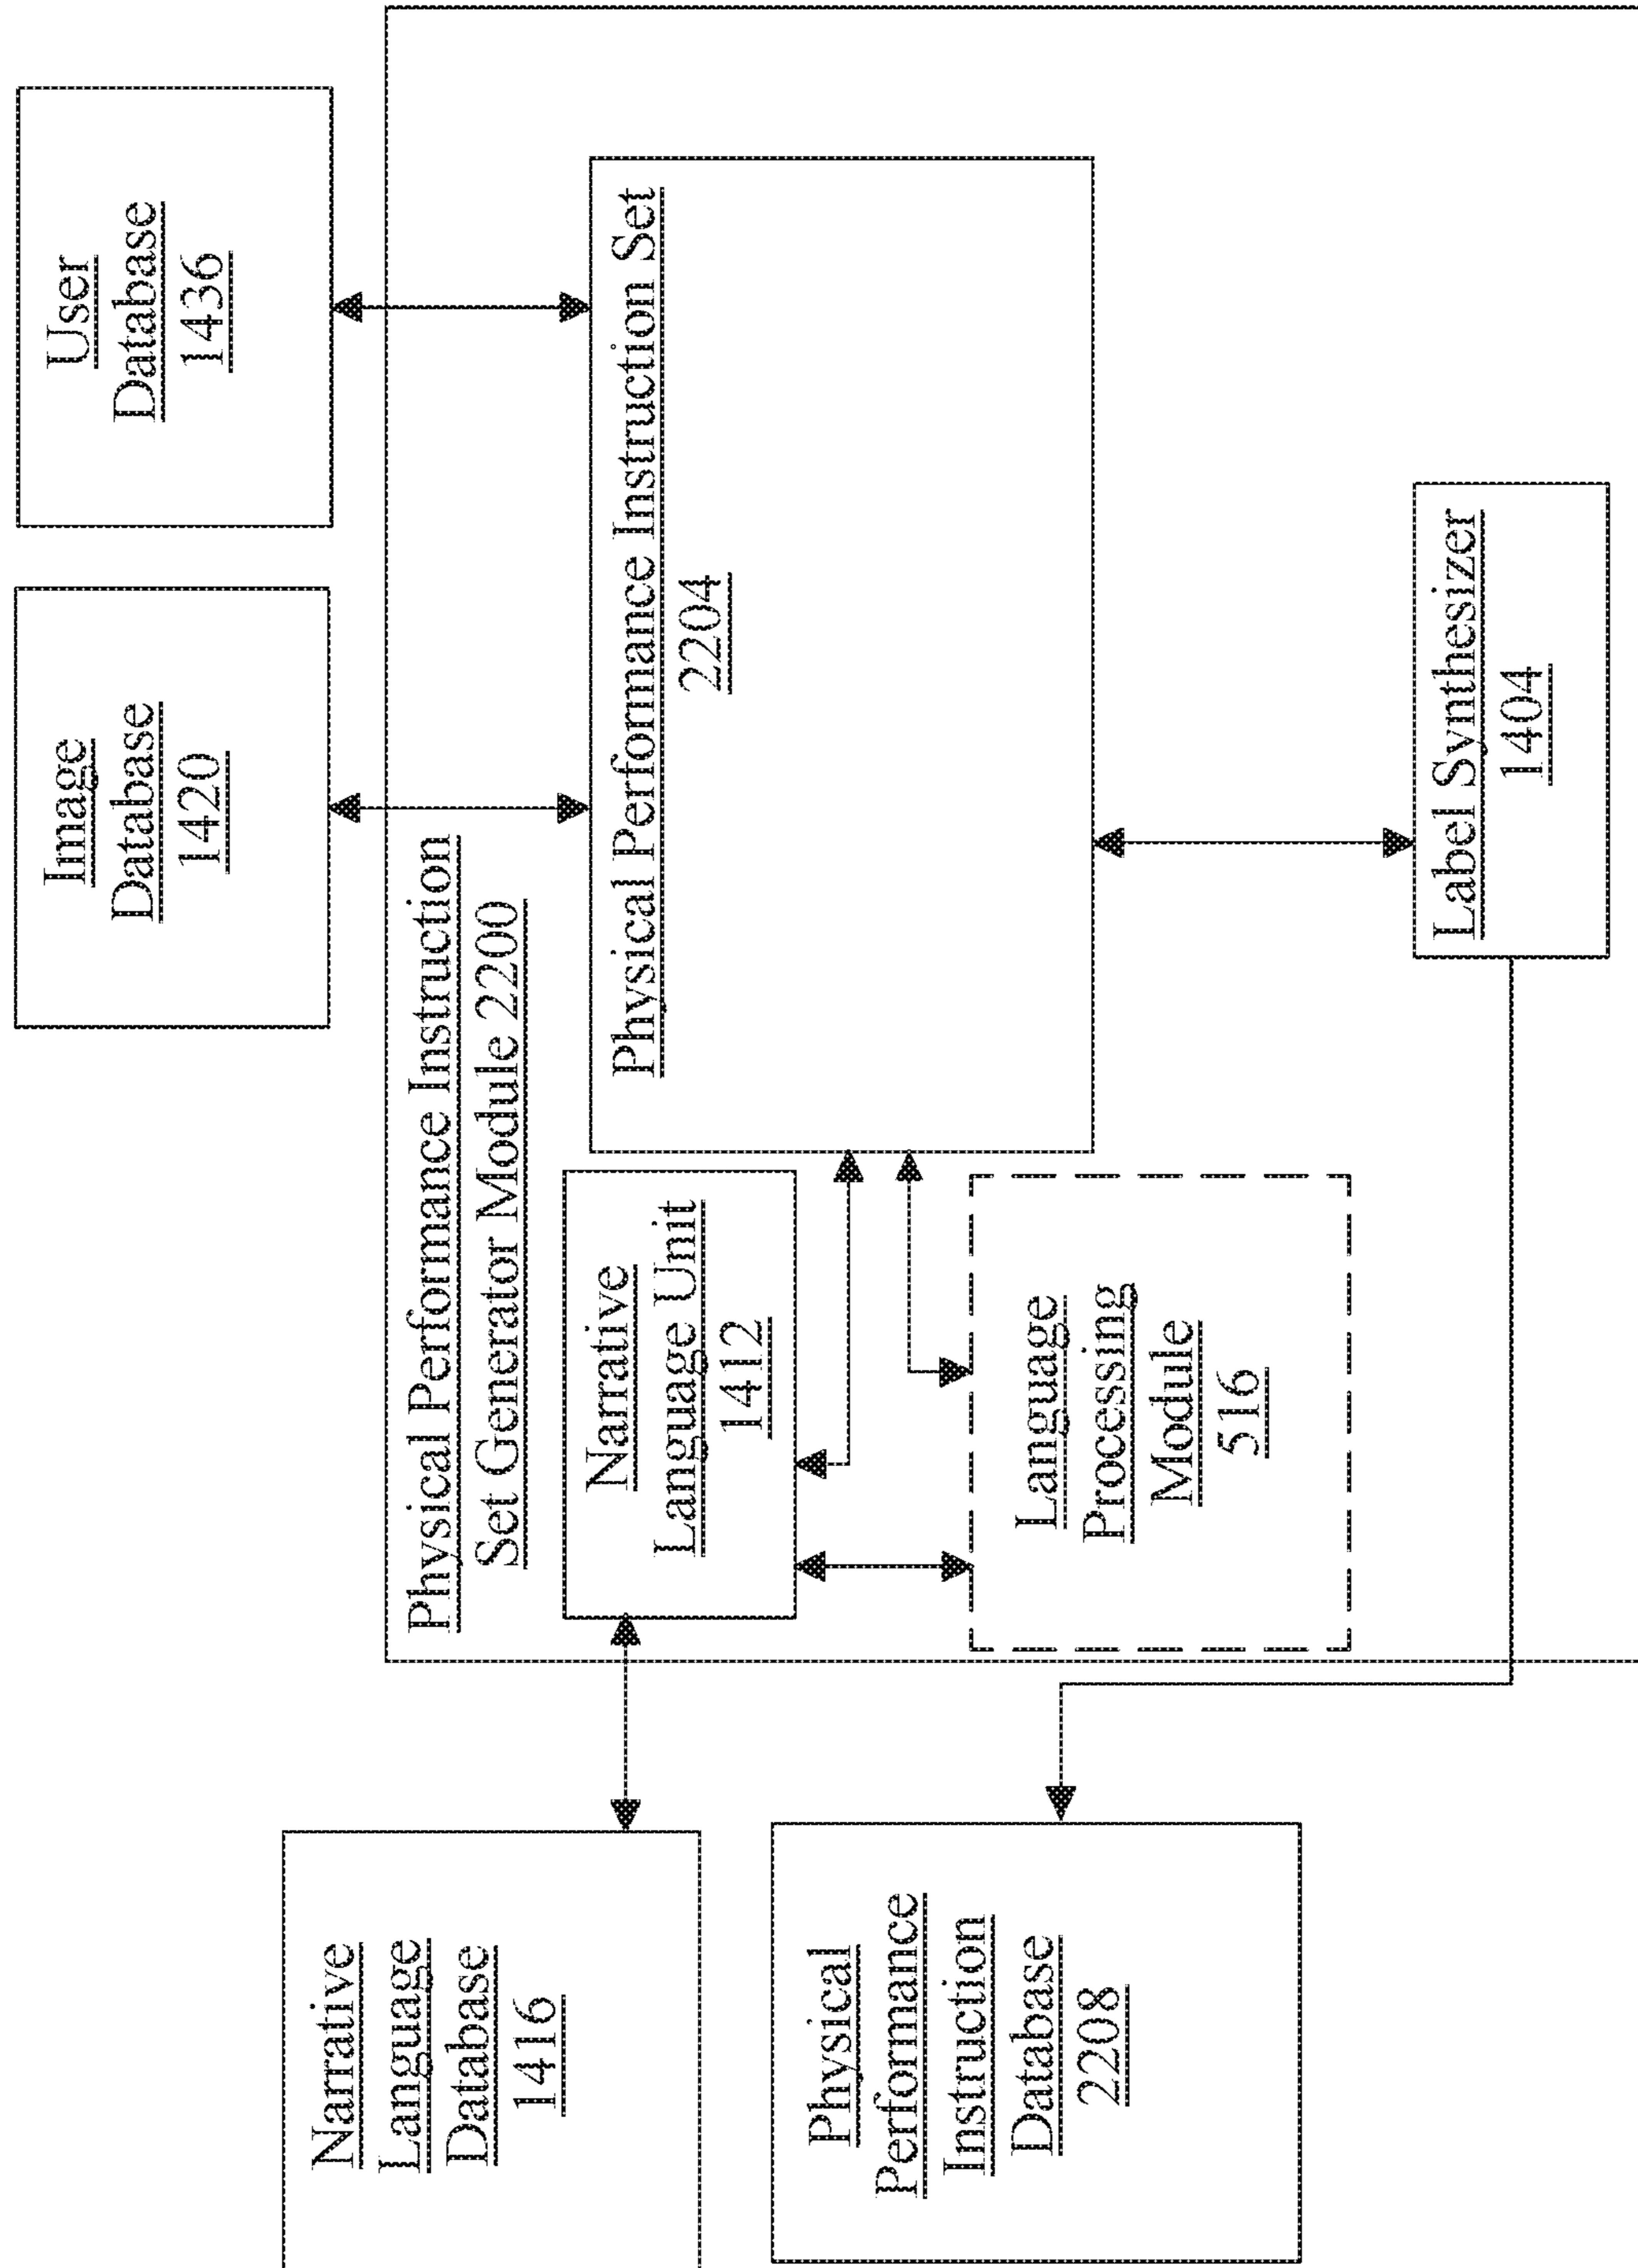 Image
Database
1420
User
Database
1436
Narrative
Language
Database
1416
Physical Performance Instruction
Set Generator Module 2200
Narrative
Language Unit
1412
Physical Performance Instruction Set
2204
Physical
Performance
Instruction
Database
2208
Language
Processing
Module
516
Label Synthesizer
1404